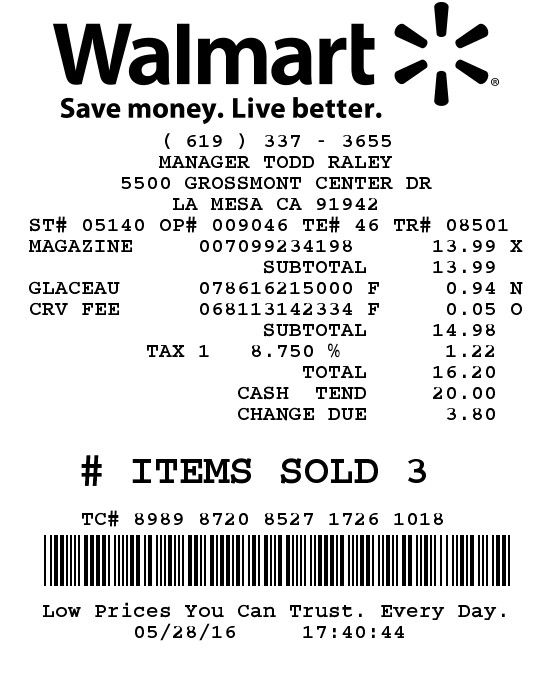 Walmart
®
Save money. Live better.
( 619 ) 337 - 3655
MANAGER TODD RALEY
5500 GROSSMONT CENTER DR
LA MESA CA 91942
ST# 05140 OP# 009046 TE# 46 TR# 08501
MAGAZINE 007099234198 13.99 X
SUBTOTAL 13.99
GLACEAU 078616215000 F 0.94 N
CRV FEE 068113142334 F 0.05 O
SUBTOTAL 14.98
TAX 1 8.750 % 1.22
TOTAL 16.20
CASH TEND 20.00
CHANGE DUE 3.80
# ITEMS SOLD 3
TC# 8989 8720 8527 1726 1018
Low Prices You Can Trust. Every Day.
05/28/16 17:40:44